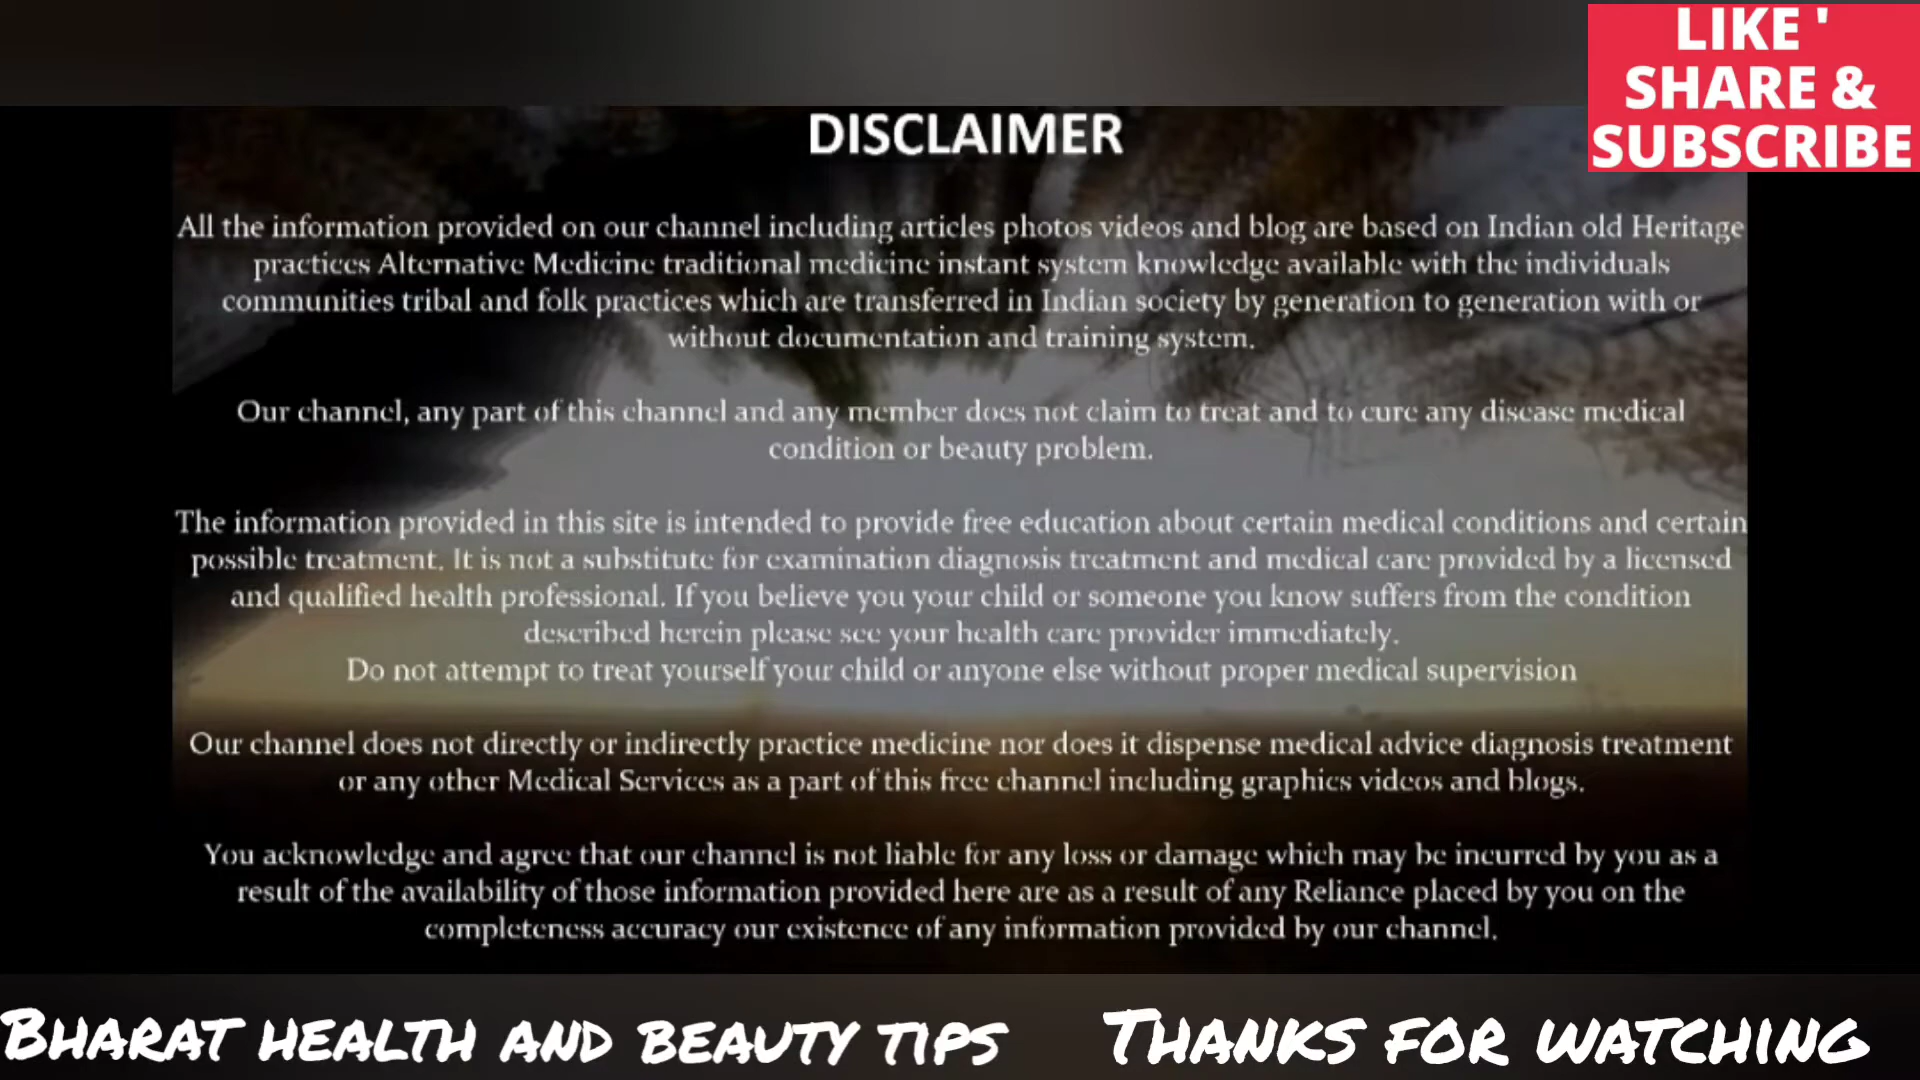 LIKE '
SHARE &
SUBSCRIBE
DISCLAIMER
All the information provided on our channel including articles photos videos and blog are based on Indian old Heritage
practices Alternative Medicine traditional medicine instant system knowledge available with the individuals
communities tribal and folk practices which are transferred in Indian society by generation to generation with or
without documentation and training system.
Our channel, any part of this channel and any member does not claim to treat and to cure any disease medical
condition or beauty problem.
The information provided in this site is intended to provide free education about certain medical conditions and certain
possible treatment. It is not a substitute for examination diagnosis treatment and medical care provided by a licensed
and qualified health professional. If you believe you your child or someone you know suffers from the condition
described herein please see your health care provider immediately.
Do not attempt to treat yourself your child or anyone else without proper medical supervision
Our channel does not directly or indirectly practice medicine nor does it dispense medical advice diagnosis treatment
or any other Medical Services as a part of this free channel including graphics videos and blogs.
You acknowledge and agree that our channel is not liable for any loss or damage which may be incurred by you as a
result of the availability of those information provided here are as a result of any Reliance placed by you on the
completeness accuracy our existence of any information provided by our channel.
BHARAT HEALTH AND BEAUTY TIPS
THANKS FOR WATCHING